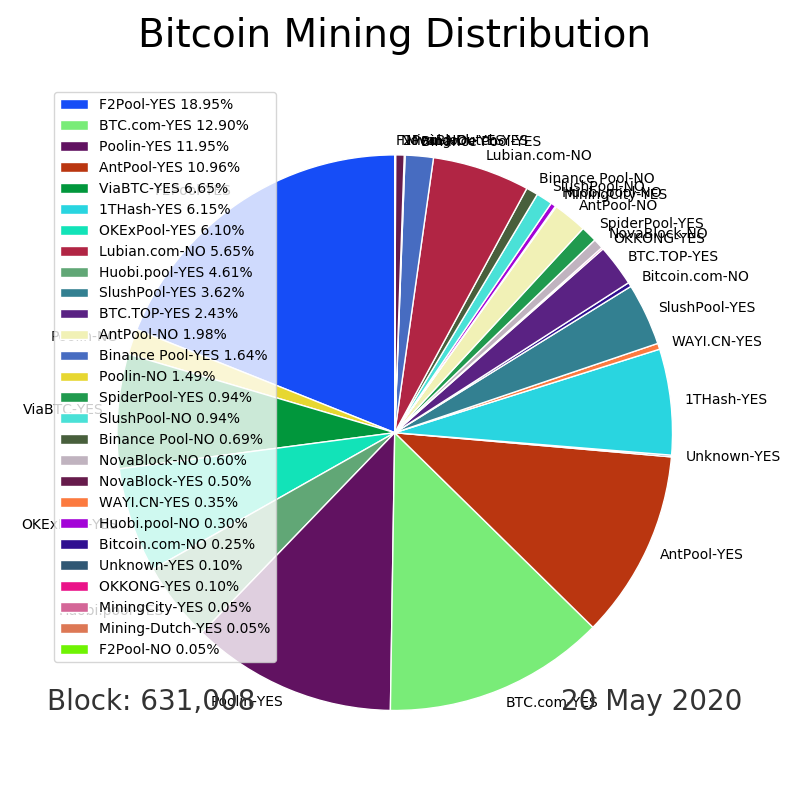 Bitcoin Mining Distribution
F2Pool-YES 18.95%
BTC.com-YES 12.90%
Poolin-YES 11.95%
AntPool-YES 10.96%
ViaBTC-YES 6.65%
1THash-YES 6.15%
OKExPool-YES 6.10%
Lubian.com-NO 5.65%
Huobi.pool-YES 4.61%
SlushPool-YES 3.62%
BTC.TOP-YES 2.43%
AntPool-NO 1.98%
Binance Pool-YES 1.64%
Poolin-NO 1.49%
SpiderPool-YES 0.94%
SlushPool-NO 0.94%
Binance Pool-NO 0.69%
NovaBlock-NO 0.60%
NovaBlock-YES 0.50%
WAYI.CN-YES 0.35%
Huobi.pool-NO 0.30%
Bitcoin.com-NO 0.25%
Unknown-YES 0.10%
OKKONG-YES 0.10%
MiningCity-YES 0.05%
Mining-Dutch-YES 0.05%
F2Pool-NO 0.05%
Lubian.com-NO
Binance Pool-NO
SlushPool-NO
Huobi.pool-NO
MiningCity-YES
AntPool-NO
SpiderPool-YES
NovaBlock-NO
OKKONG-YES
BTC.TOP-YES
Bitcoin.com-NO
SlushPool-YES
WAYI.CN-YES
1THash-YES
Unknown-YES
AntPool-YES
BTC.com-YES
Poolin-YES
ViaBTC-YES
Block: 631,008
20 May 2020